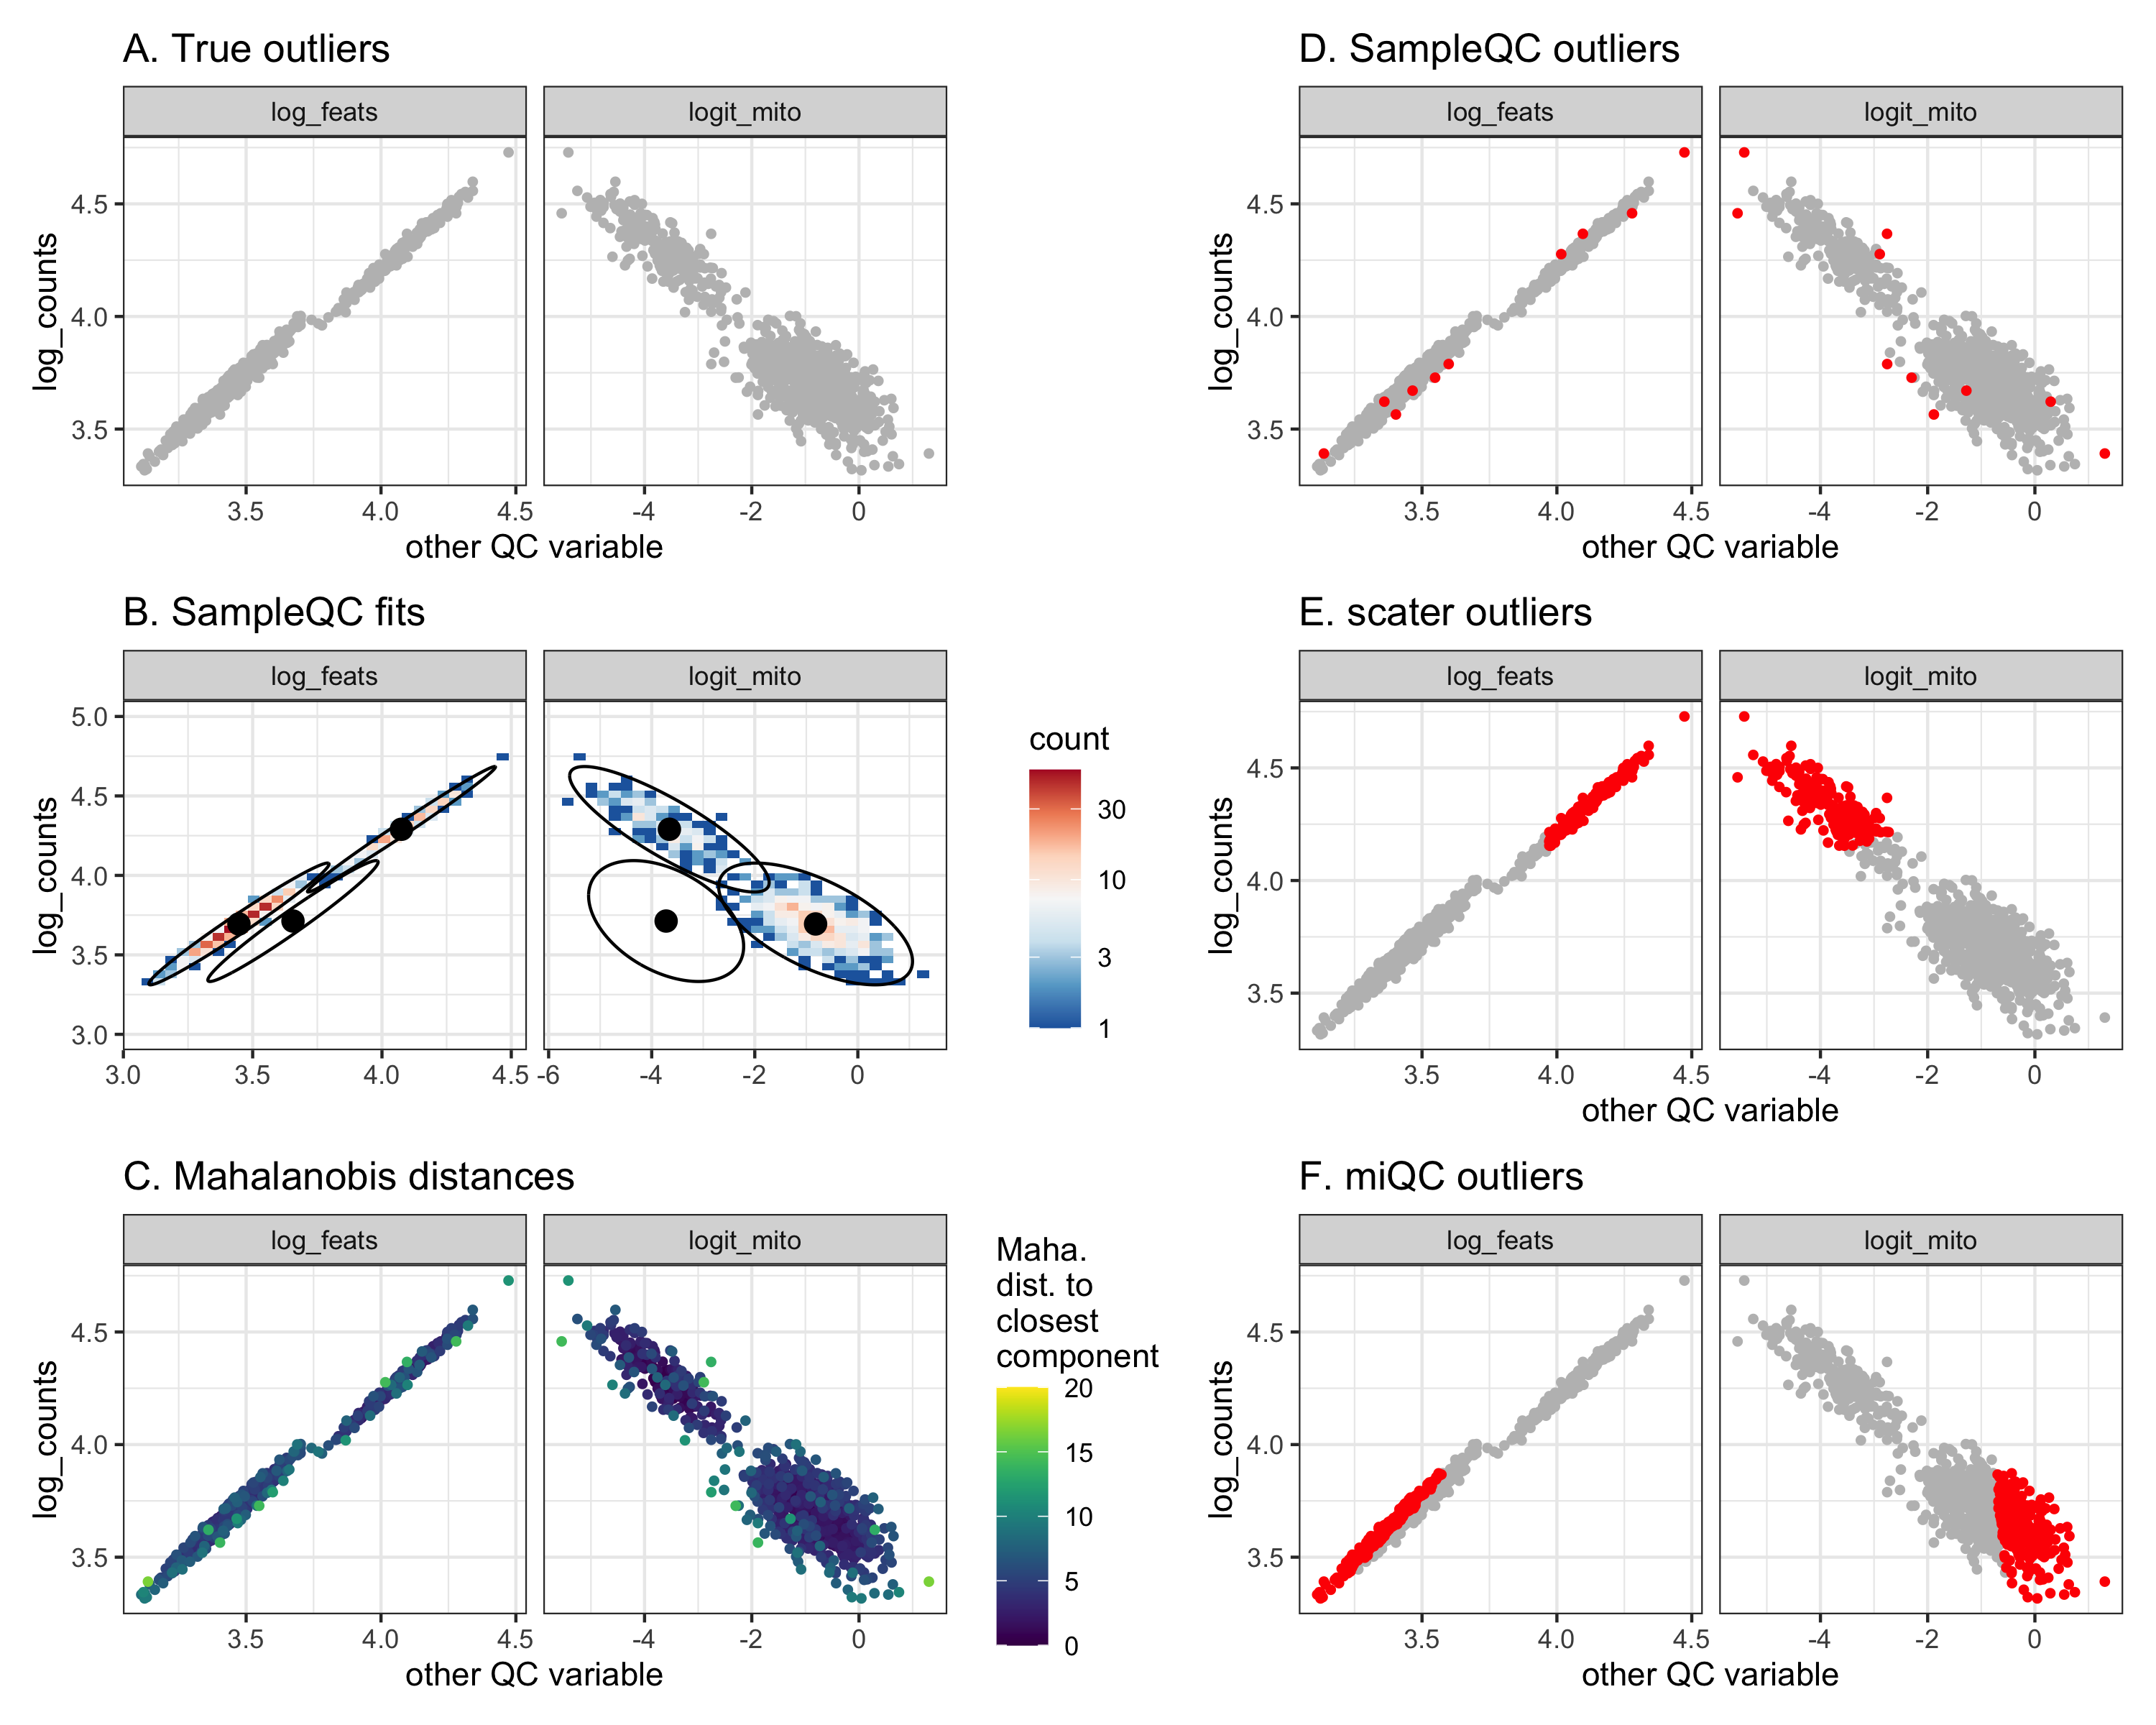 A. True outliers
log_feats
logit_mito
log_counts
4.5
4.0
3.5
3.5
4.0
4.5
-4
-2
0
other QC variable
B. SampleQC fits
log_feats
logit_mito
log_counts
5.0
4.5
4.0
3.5
3.0
3.0
3.5
4.0
4.5
-6
-4
-2
0
count
30
10
3
1
C. Mahalanobis distances
log_feats
logit_mito
log_counts
4.5
4.0
3.5
3.5
4.0
4.5
-4
-2
0
other QC variable
Maha.
dist. to
closest
component
20
15
10
5
0
D. SampleQC outliers
log_feats
logit_mito
log_counts
4.5
4.0
3.5
3.5
4.0
4.5
-4
-2
0
other QC variable
E. scater outliers
log_feats
logit_mito
log_counts
4.5
4.0
3.5
3.5
4.0
4.5
-4
-2
0
other QC variable
F. miQC outliers
log_feats
logit_mito
log_counts
4.5
4.0
3.5
3.5
4.0
4.5
-4
-2
0
other QC variable